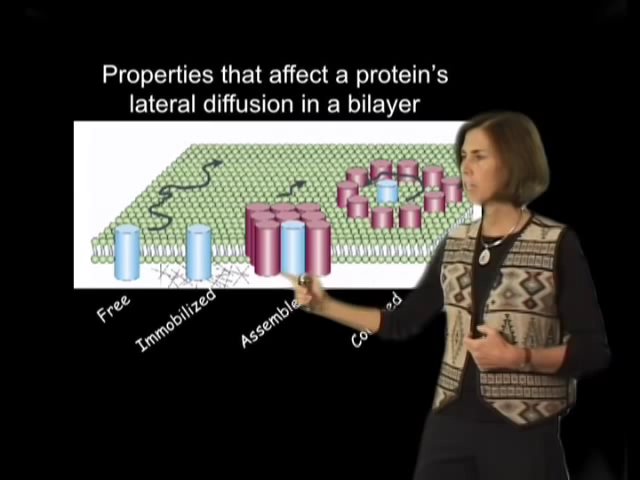 Properties that affect a protein's
lateral diffusion in a bilayer
Free
Immobilized